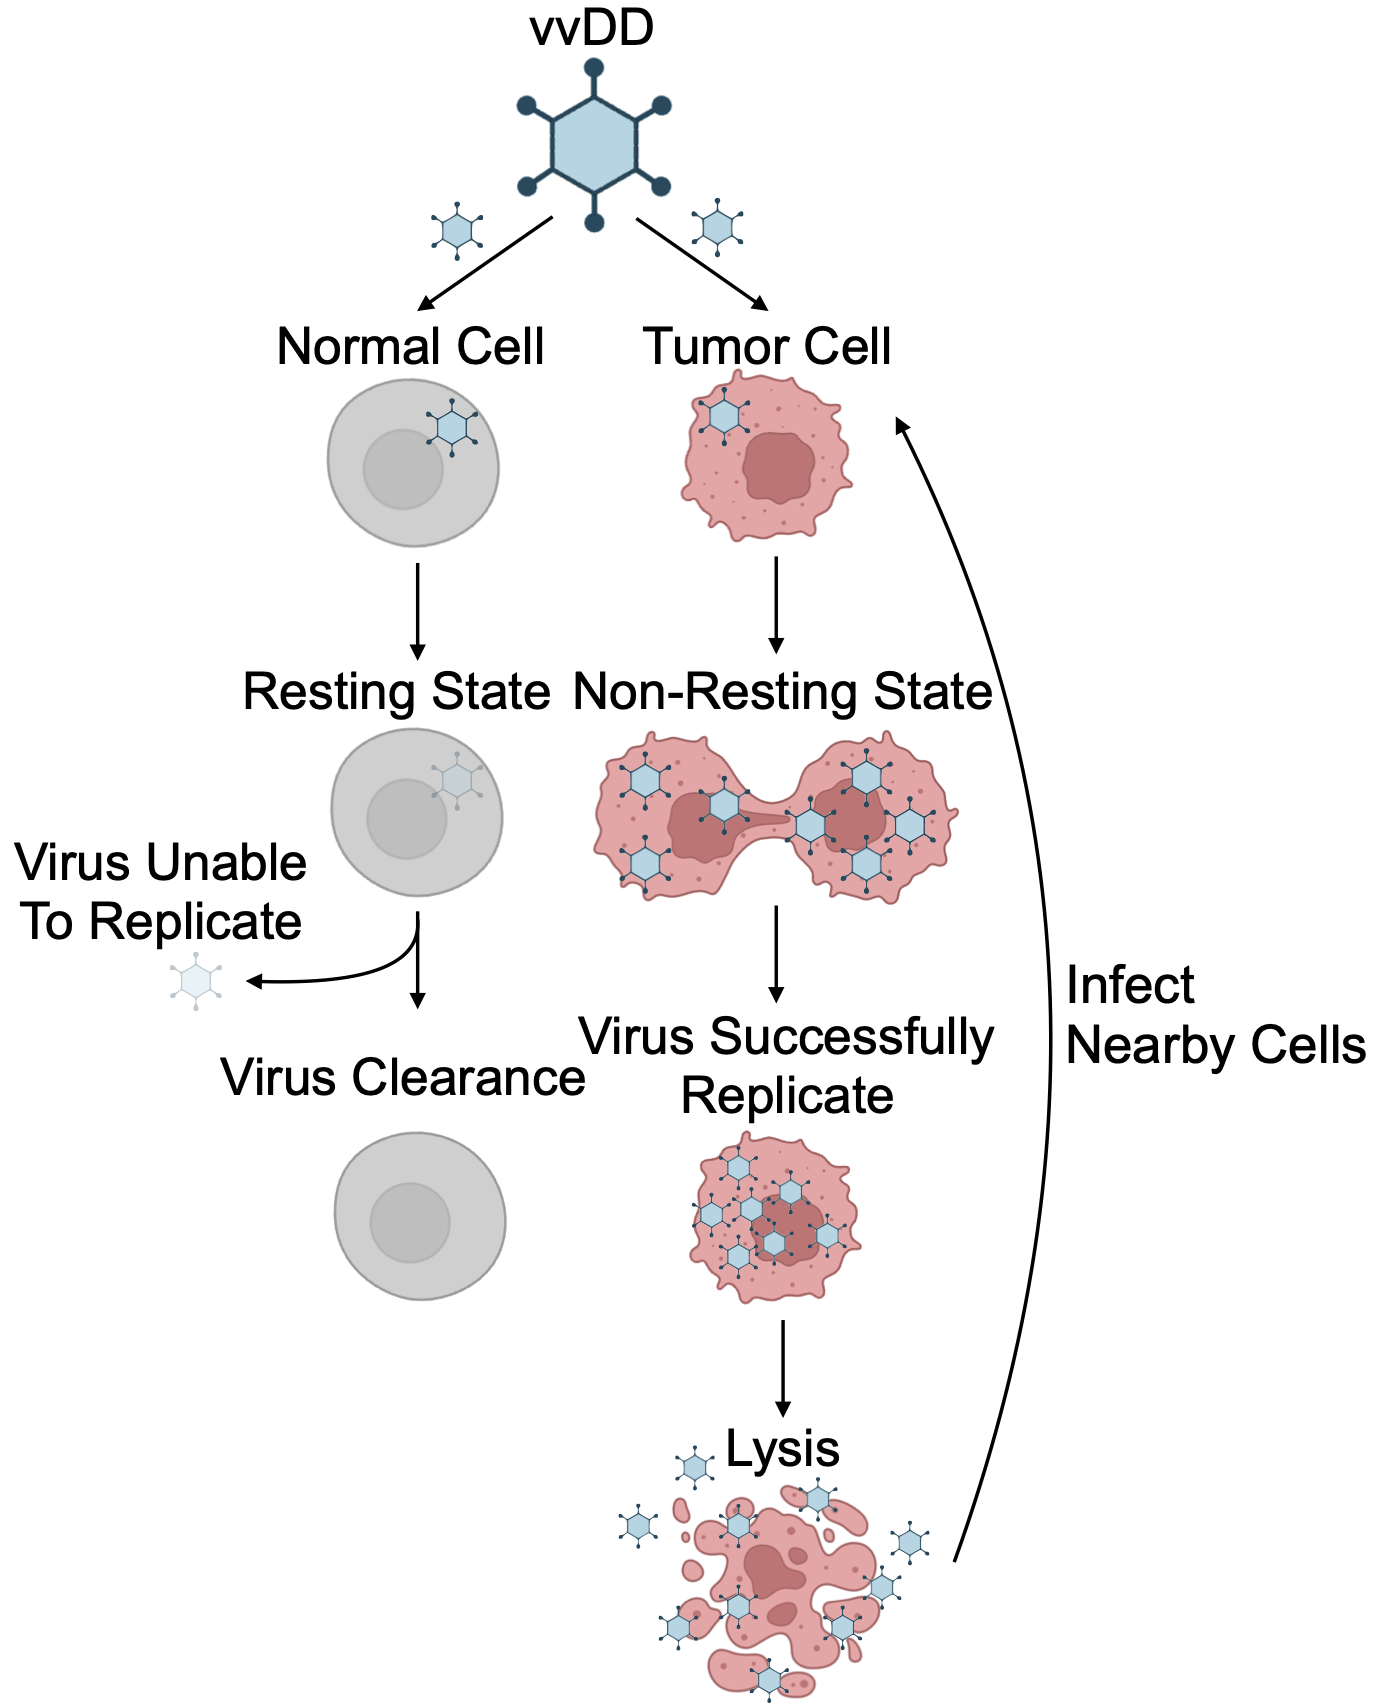 vvDD
Normal Cell
Tumor Cell
Resting State
Non-Resting State
Virus Unable
To Replicate
Virus Clearance
Virus Successfully
Replicate
Infect
Nearby Cells
Lysis